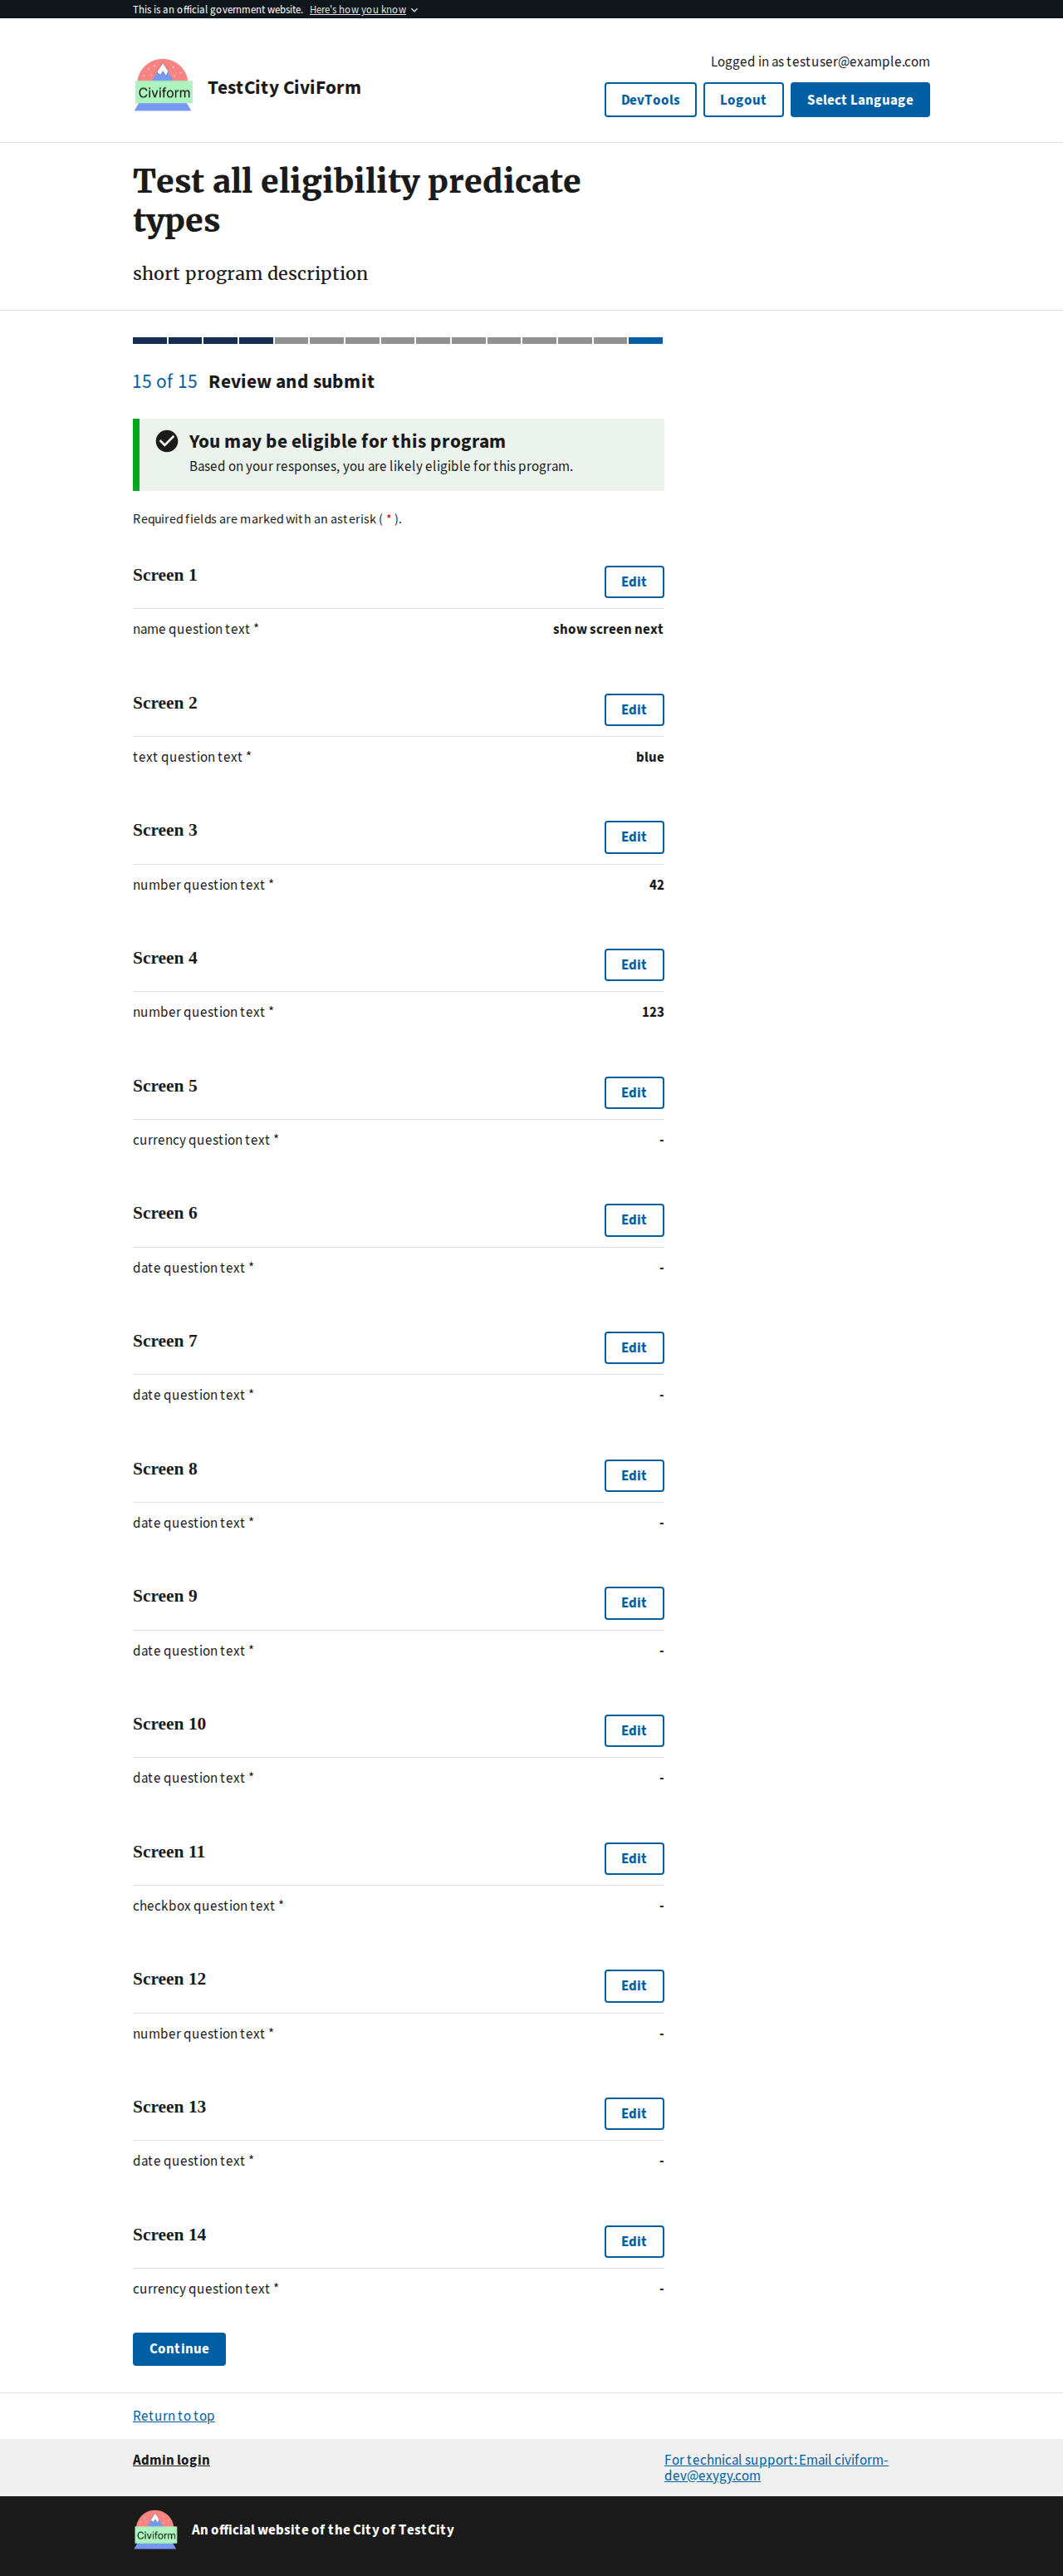 This is an official government website. Here's how you know
Civiform
TestCity CiviForm
Logged in as testuser@example.com
DevTools
Logout
Select Language
Test all eligibility predicate
types
short program description
15 of 15 Review and submit
You may be eligible for this program
Based on your responses, you are likely eligible for this program.
Required fields are marked with an asterisk ( * ).
Screen 1
Edit
name question text *
show screen next
Screen 2
Edit
text question text *
blue
Screen 3
Edit
number question text *
42
Screen 4
Edit
number question text *
123
Screen 5
Edit
currency question text *
-
Screen 6
Edit
date question text *
-
Screen 7
Edit
date question text *
-
Screen 8
Edit
date question text *
-
Screen 9
Edit
date question text *
-
Screen 10
Edit
date question text *
-
Screen 11
Edit
checkbox question text *
-
Screen 12
Edit
number question text *
-
Screen 13
Edit
date question text *
-
Screen 14
Edit
currency question text *
-
Continue
Return to top
Admin login
For technical support: Email civiform-
dev@exygy.com
Civiform
An official website of the City of TestCity